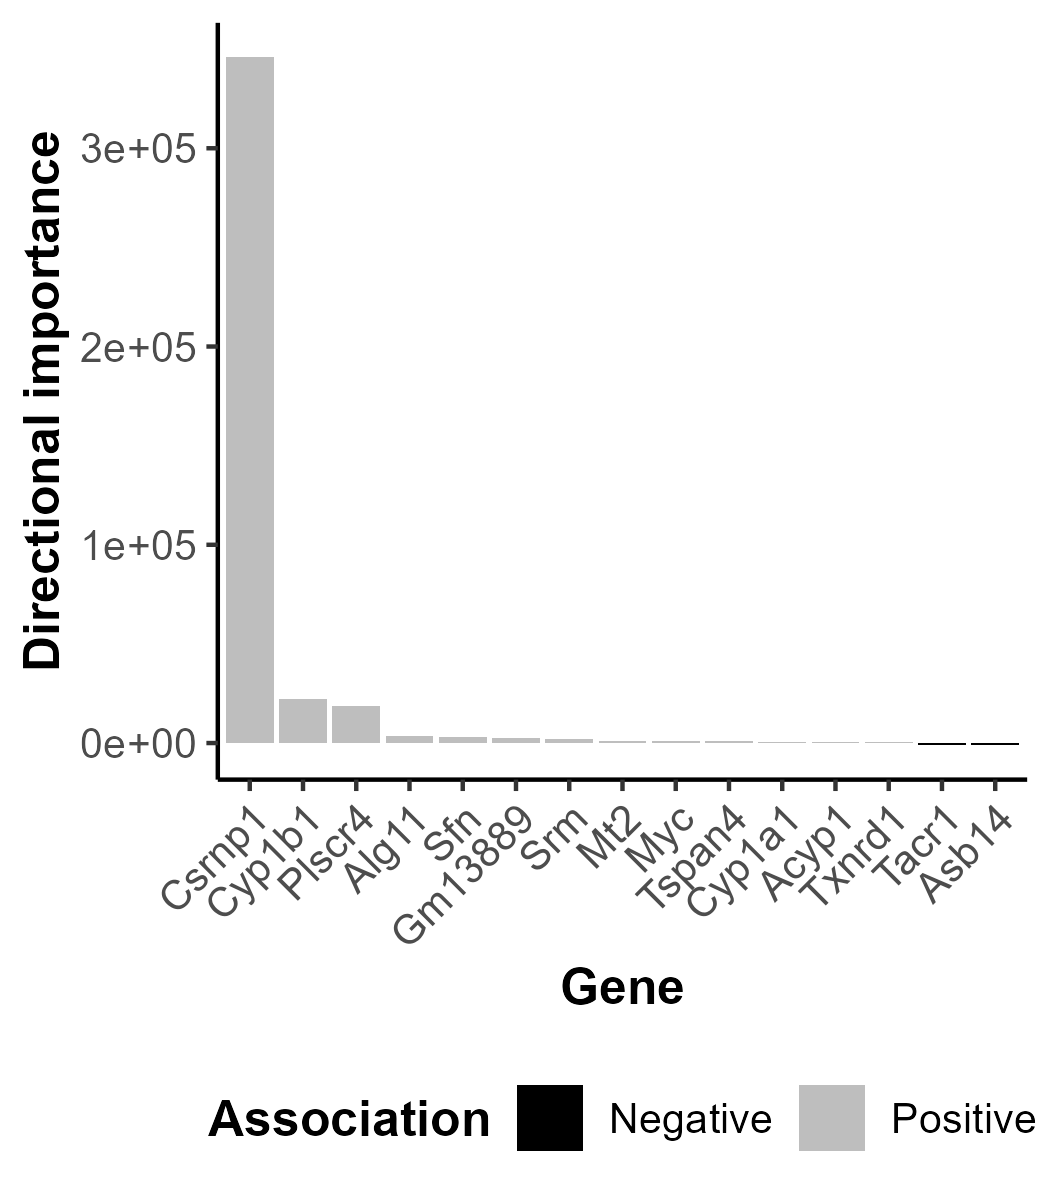 Directional importance
3e+05
2e+05
1e+05
0e+00
Csrnp1
Cyp1b1
Plscr4
Alg11
Sfn
Gm13889
Srm
Mt2
Myc
Tspan4
Cyp1a1
Acyp1
Txnrd1
Tacr1
Asb14
Gene
Association Negative Positive